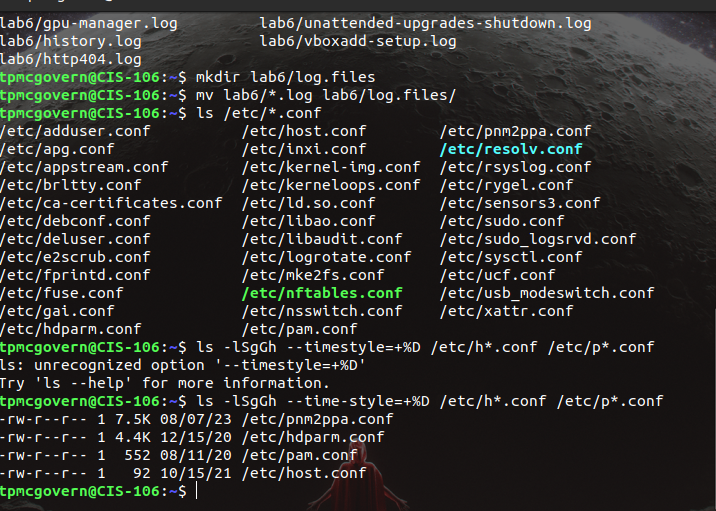 lab6/gpu-manager.log          lab6/unattended-upgrades-shutdown.log
lab6/history.log              lab6/vboxadd-setup.log
lab6/http404.log
tpmcgovern@CIS-106:~$ mkdir lab6/log.files
tpmcgovern@CIS-106:~$ mv lab6/*.log lab6/log.files/
tpmcgovern@CIS-106:~$ ls /etc/*.conf
/etc/adduser.conf          /etc/host.conf         /etc/pnm2ppa.conf
/etc/apg.conf              /etc/inxi.conf         /etc/resolv.conf
/etc/appstream.conf        /etc/kernel-img.conf   /etc/rsyslog.conf
/etc/brltty.conf           /etc/kerneloops.conf   /etc/rygel.conf
/etc/ca-certificates.conf  /etc/ld.so.conf        /etc/sensors3.conf
/etc/debconf.conf          /etc/libao.conf        /etc/sudo.conf
/etc/deluser.conf          /etc/libaudit.conf     /etc/sudo_logsrvd.conf
/etc/e2scrub.conf          /etc/logrotate.conf    /etc/sysctl.conf
/etc/fprintd.conf          /etc/mke2fs.conf       /etc/ucf.conf
/etc/fuse.conf             /etc/nftables.conf     /etc/usb_modeswitch.conf
/etc/gai.conf              /etc/nsswitch.conf     /etc/xattr.conf
/etc/hdparm.conf           /etc/pam.conf
tpmcgovern@CIS-106:~$ ls -lSgGh --timestyle=+%D /etc/h*.conf /etc/p*.conf
ls: unrecognized option '--timestyle=+%D'
Try 'ls --help' for more information.
tpmcgovern@CIS-106:~$ ls -lSgGh --time-style=+%D /etc/h*.conf /etc/p*.conf
-rw-r--r-- 1 7.5K 08/07/23 /etc/pnm2ppa.conf
-rw-r--r-- 1 4.4K 12/15/20 /etc/hdparm.conf
-rw-r--r-- 1  552 08/11/20 /etc/pam.conf
-rw-r--r-- 1   92 10/15/21 /etc/host.conf
tpmcgovern@CIS-106:~$